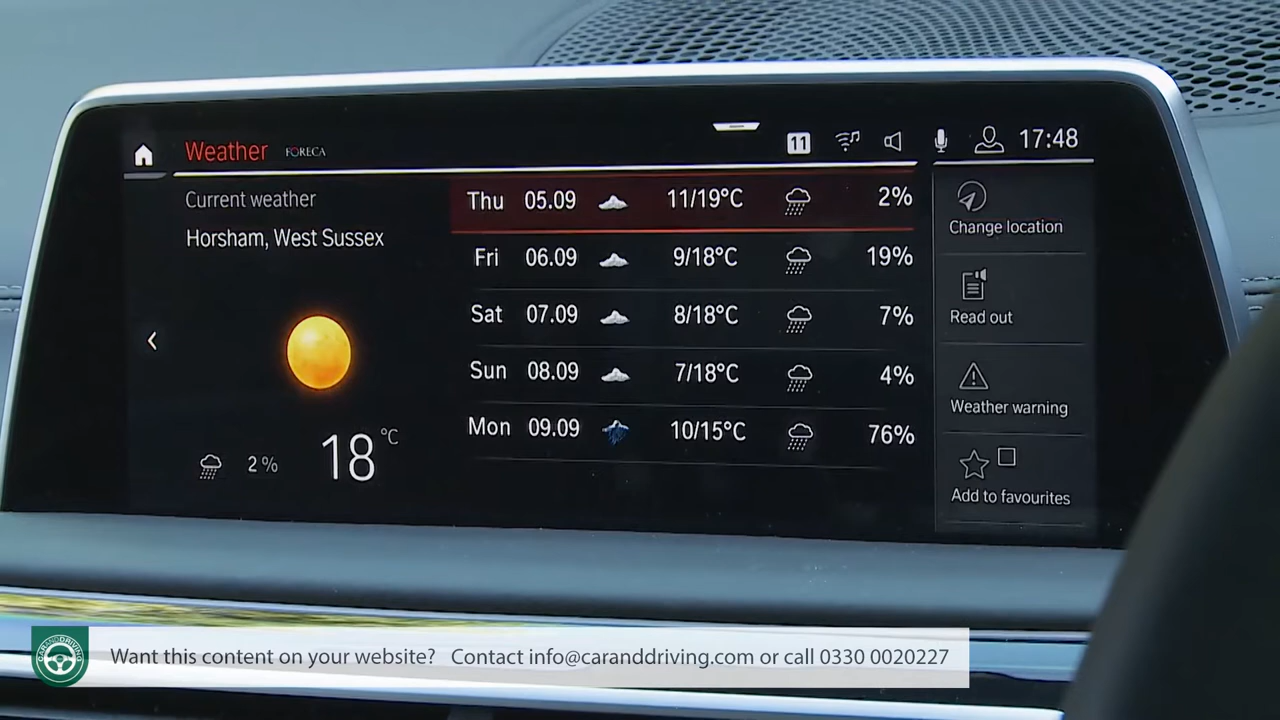 Weather FORECA
11
17:48
Current weather
Horsham, West Sussex
2 %
18 °C
Thu 05.09 11/19°C 2%
Fri 06.09 9/18°C 19%
Sat 07.09 8/18°C 7%
Sun 08.09 7/18°C 4%
Mon 09.09 10/15°C 76%
Change location
Read out
Weather warning
Add to favourites
CARANDDRIVING
Want this content on your website? Contact info@caranddriving.com or call 0330 0020227